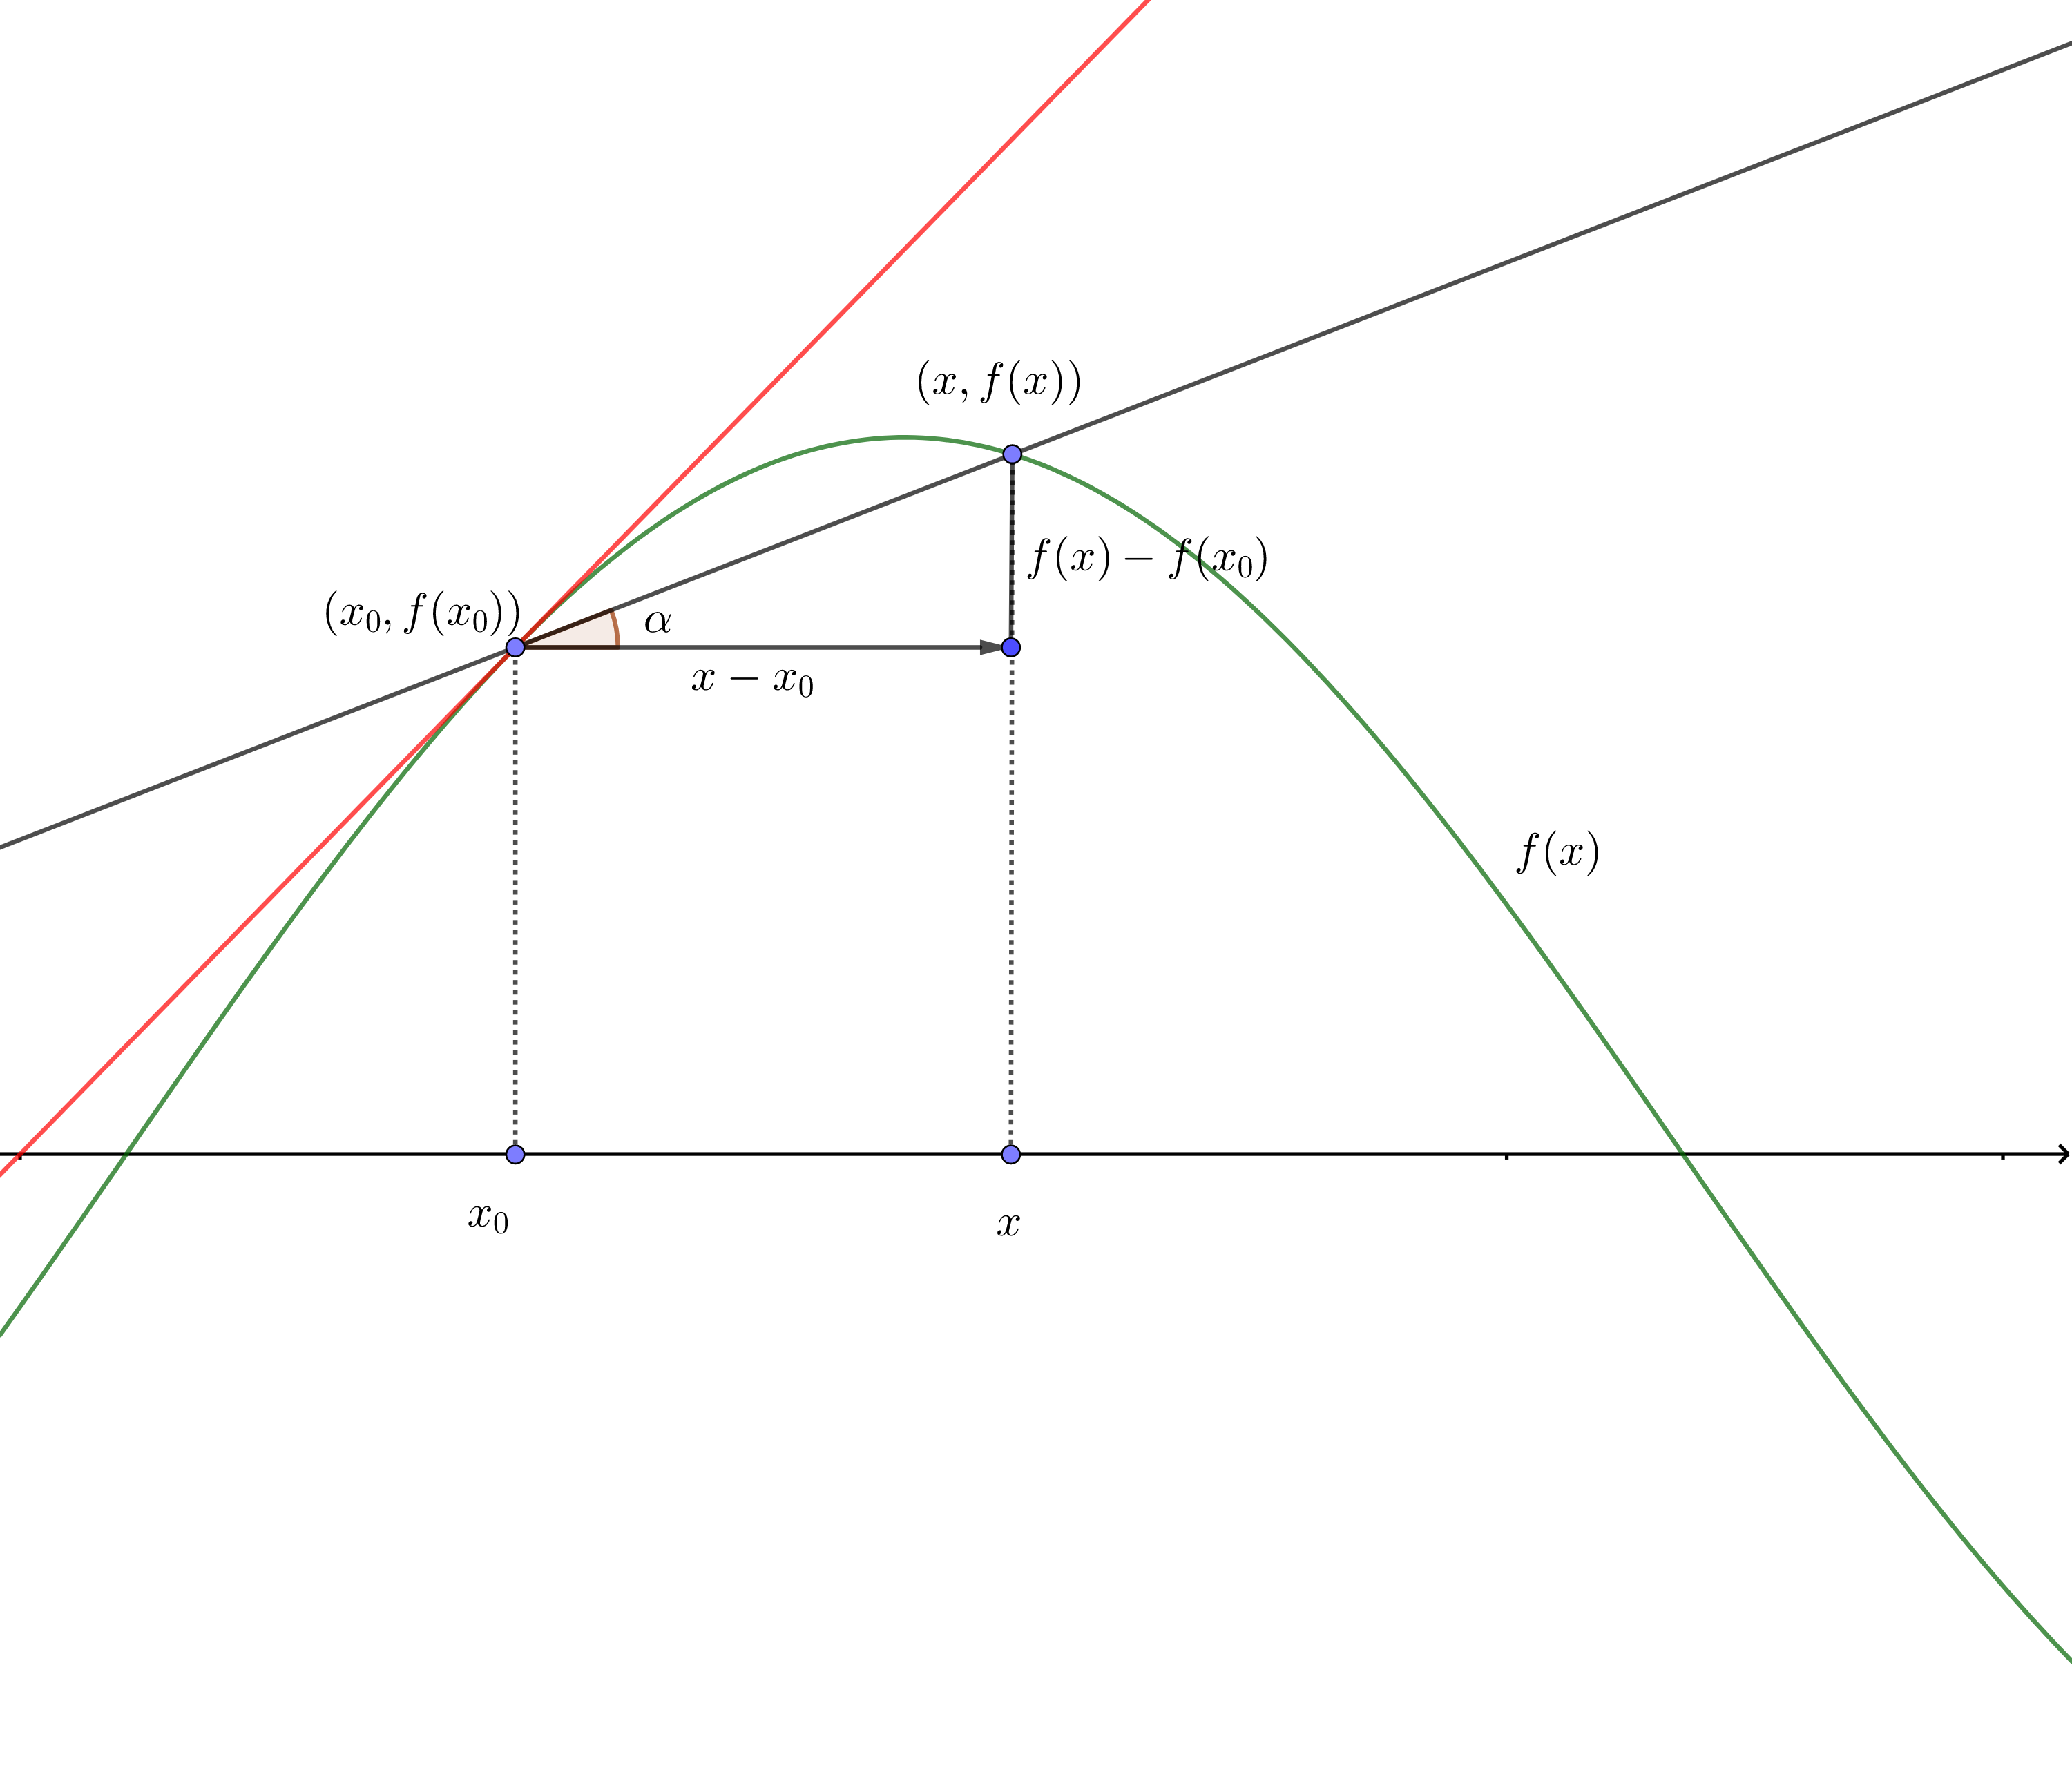 (x, f(x))
f(x) − f(x₀)
(x₀, f(x₀))
α
x − x₀
f(x)
x₀
x